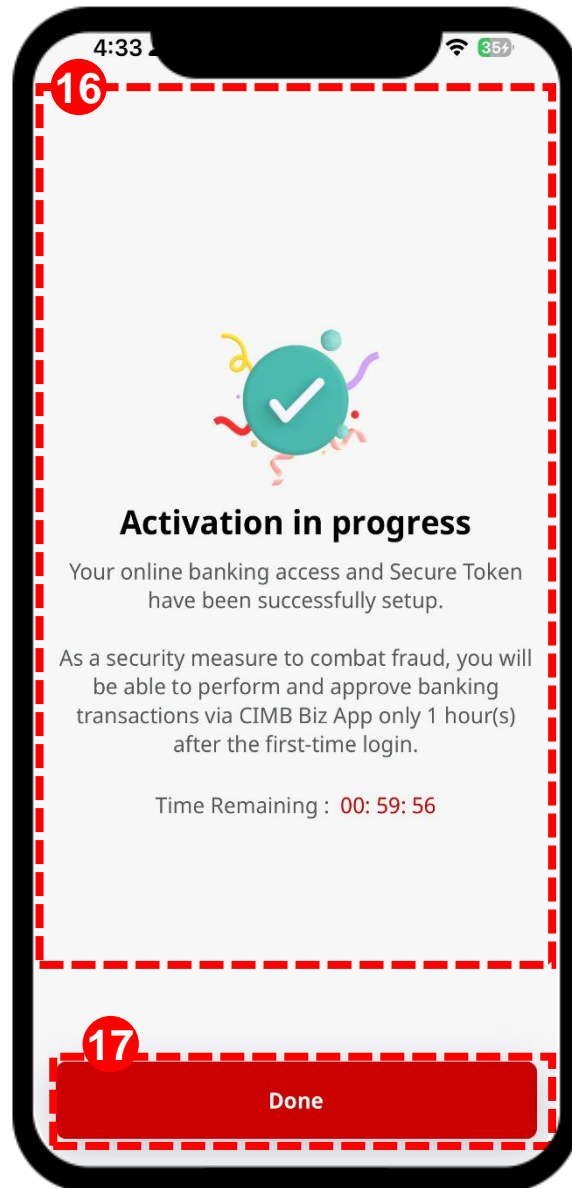 4:33
35
16
Activation in progress
Your online banking access and Secure Token
have been successfully setup.
As a security measure to combat fraud, you will
be able to perform and approve banking
transactions via CIMB Biz App only 1 hour(s)
after the first-time login.
Time Remaining : 00: 59: 56
17
Done